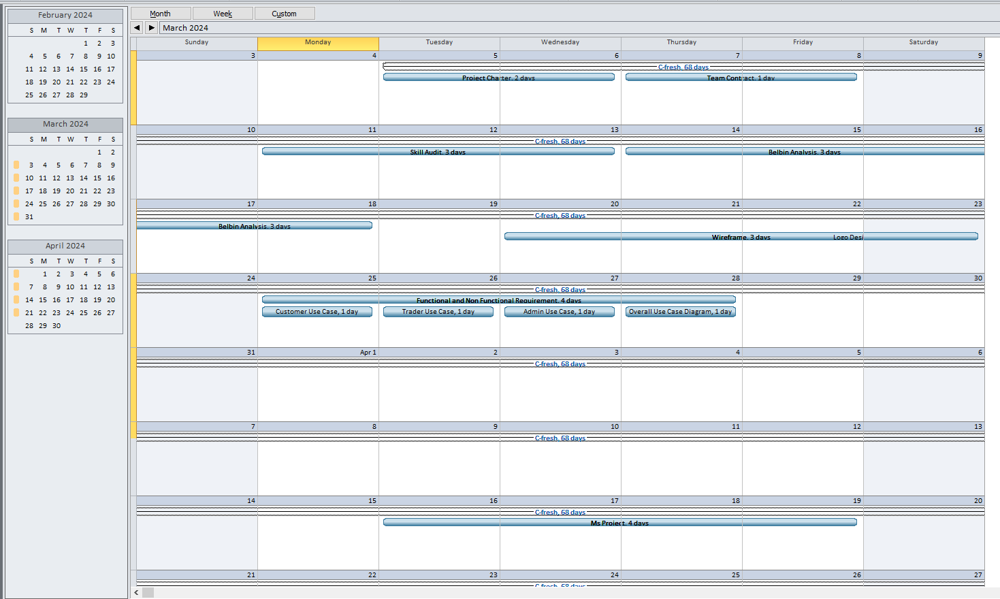 February 2024
S M T W T F S
1 2 3
4 5 6 7 8 9 10
11 12 13 14 15 16 17
18 19 20 21 22 23 24
25 26 27 28 29
March 2024
S M T W T F S
1 2
3 4 5 6 7 8 9
10 11 12 13 14 15 16
17 18 19 20 21 22 23
24 25 26 27 28 29 30
31
April 2024
S M T W T F S
1 2 3 4 5 6
7 8 9 10 11 12 13
14 15 16 17 18 19 20
21 22 23 24 25 26 27
28 29 30
Month Week Custom
March 2024
Sunday Monday Tuesday Wednesday Thursday Friday Saturday
3 4 5 6 7 8 9
C-fresh, 68 days
Project Charter, 2 days Team Contract, 1 day
10 11 12 13 14 15 16
C-fresh, 68 days
Skill Audit, 3 days Belbin Analysis, 3 days
17 18 19 20 21 22 23
C-fresh, 68 days
Belbin Analysis, 3 days
Wireframe, 3 days Logo Desi
24 25 26 27 28 29 30
C-fresh, 68 days
Functional and Non Functional Requirement, 4 days
Customer Use Case, 1 day Trader Use Case, 1 day Admin Use Case, 1 day Overall Use Case Diagram, 1 day
31 Apr 1 2 3 4 5 6
C-fresh, 68 days
7 8 9 10 11 12 13
C-fresh, 68 days
14 15 16 17 18 19 20
C-fresh, 68 days
Ms Project, 4 days
21 22 23 24 25 26 27
C-fresh, 68 days